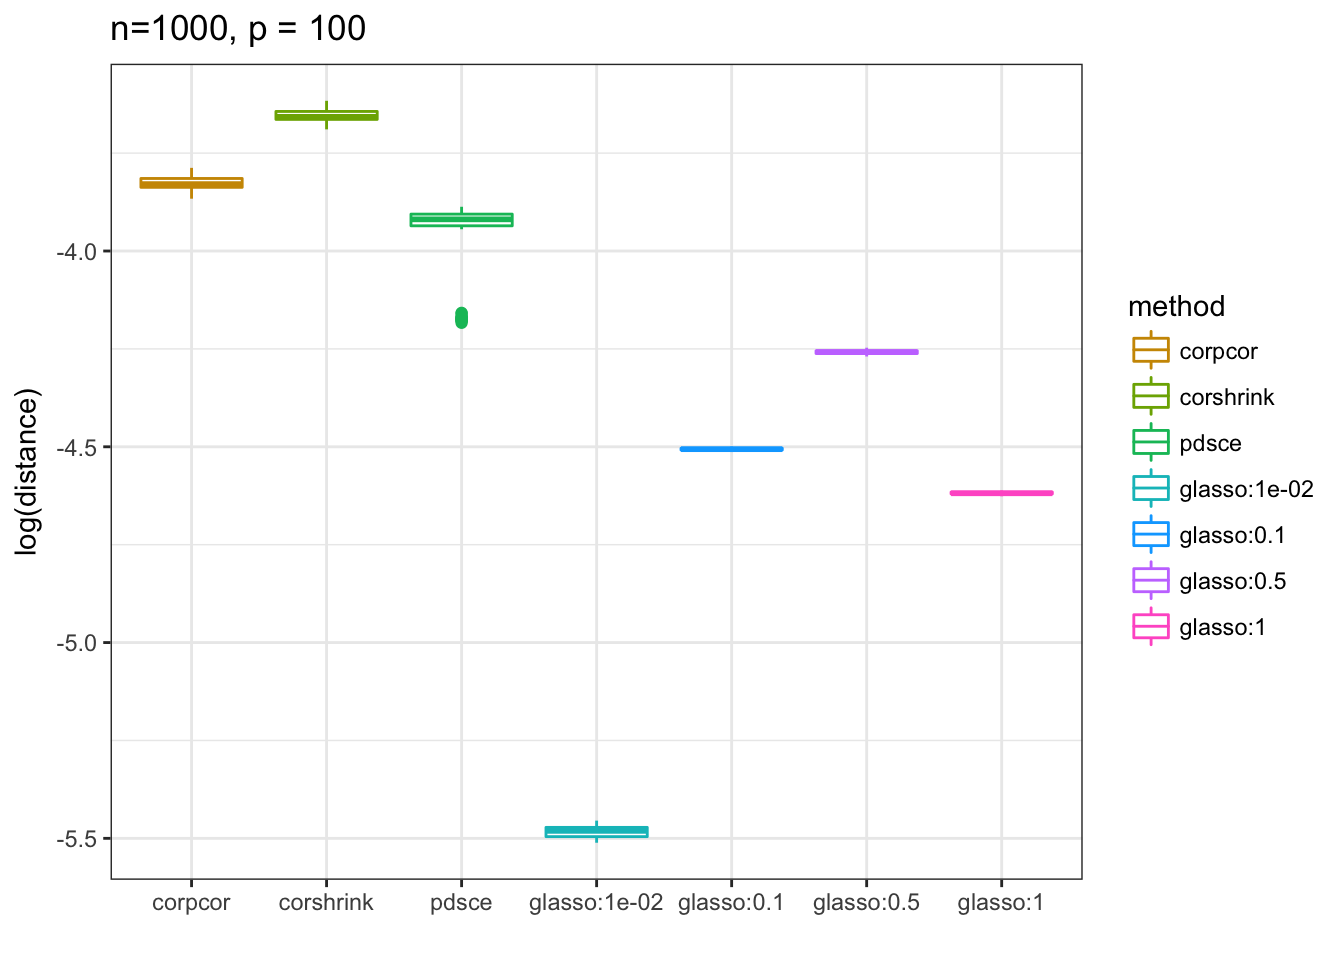 n=1000, p = 100
log(distance)
-4.0
-4.5
-5.0
-5.5
corpcor
corshrink
pdsce
glasso:1e-02
glasso:0.1
glasso:0.5
glasso:1
method
corpcor
corshrink
pdsce
glasso:1e-02
glasso:0.1
glasso:0.5
glasso:1